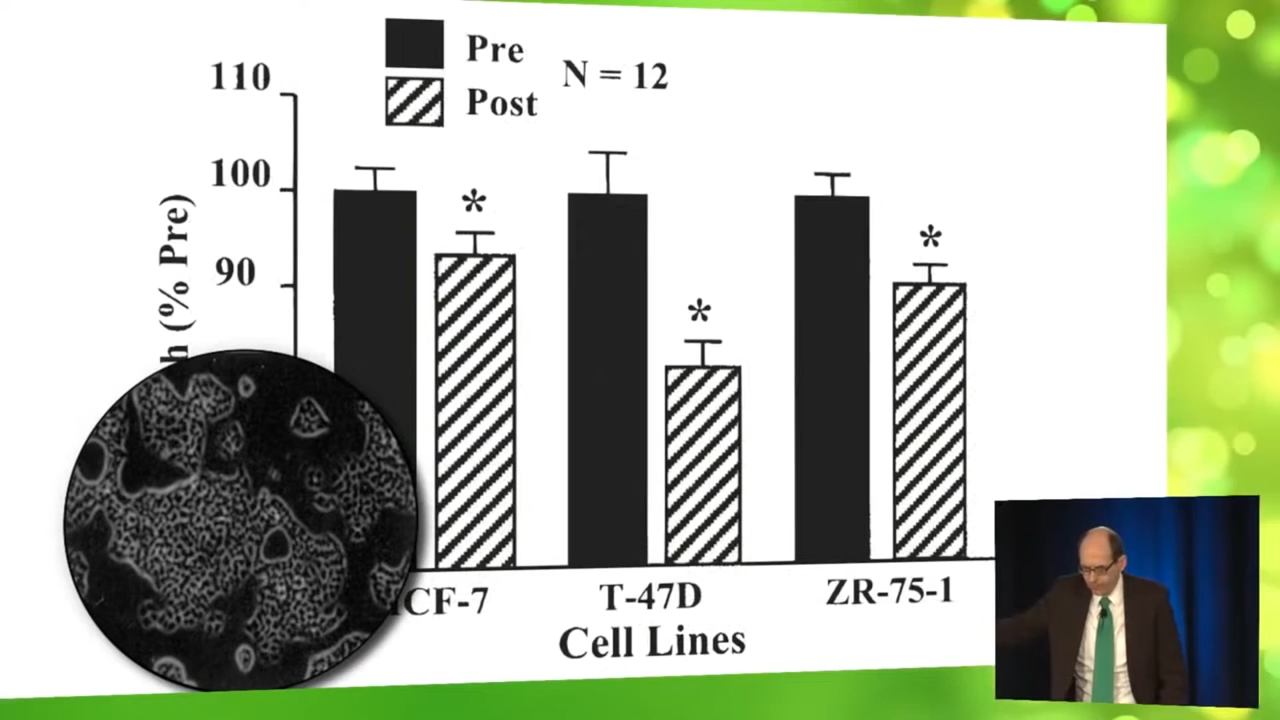 Pre
N = 12
Post
110
100
90
h (% Pre)
*
*
*
CF-7
T-47D
ZR-75-1
Cell Lines